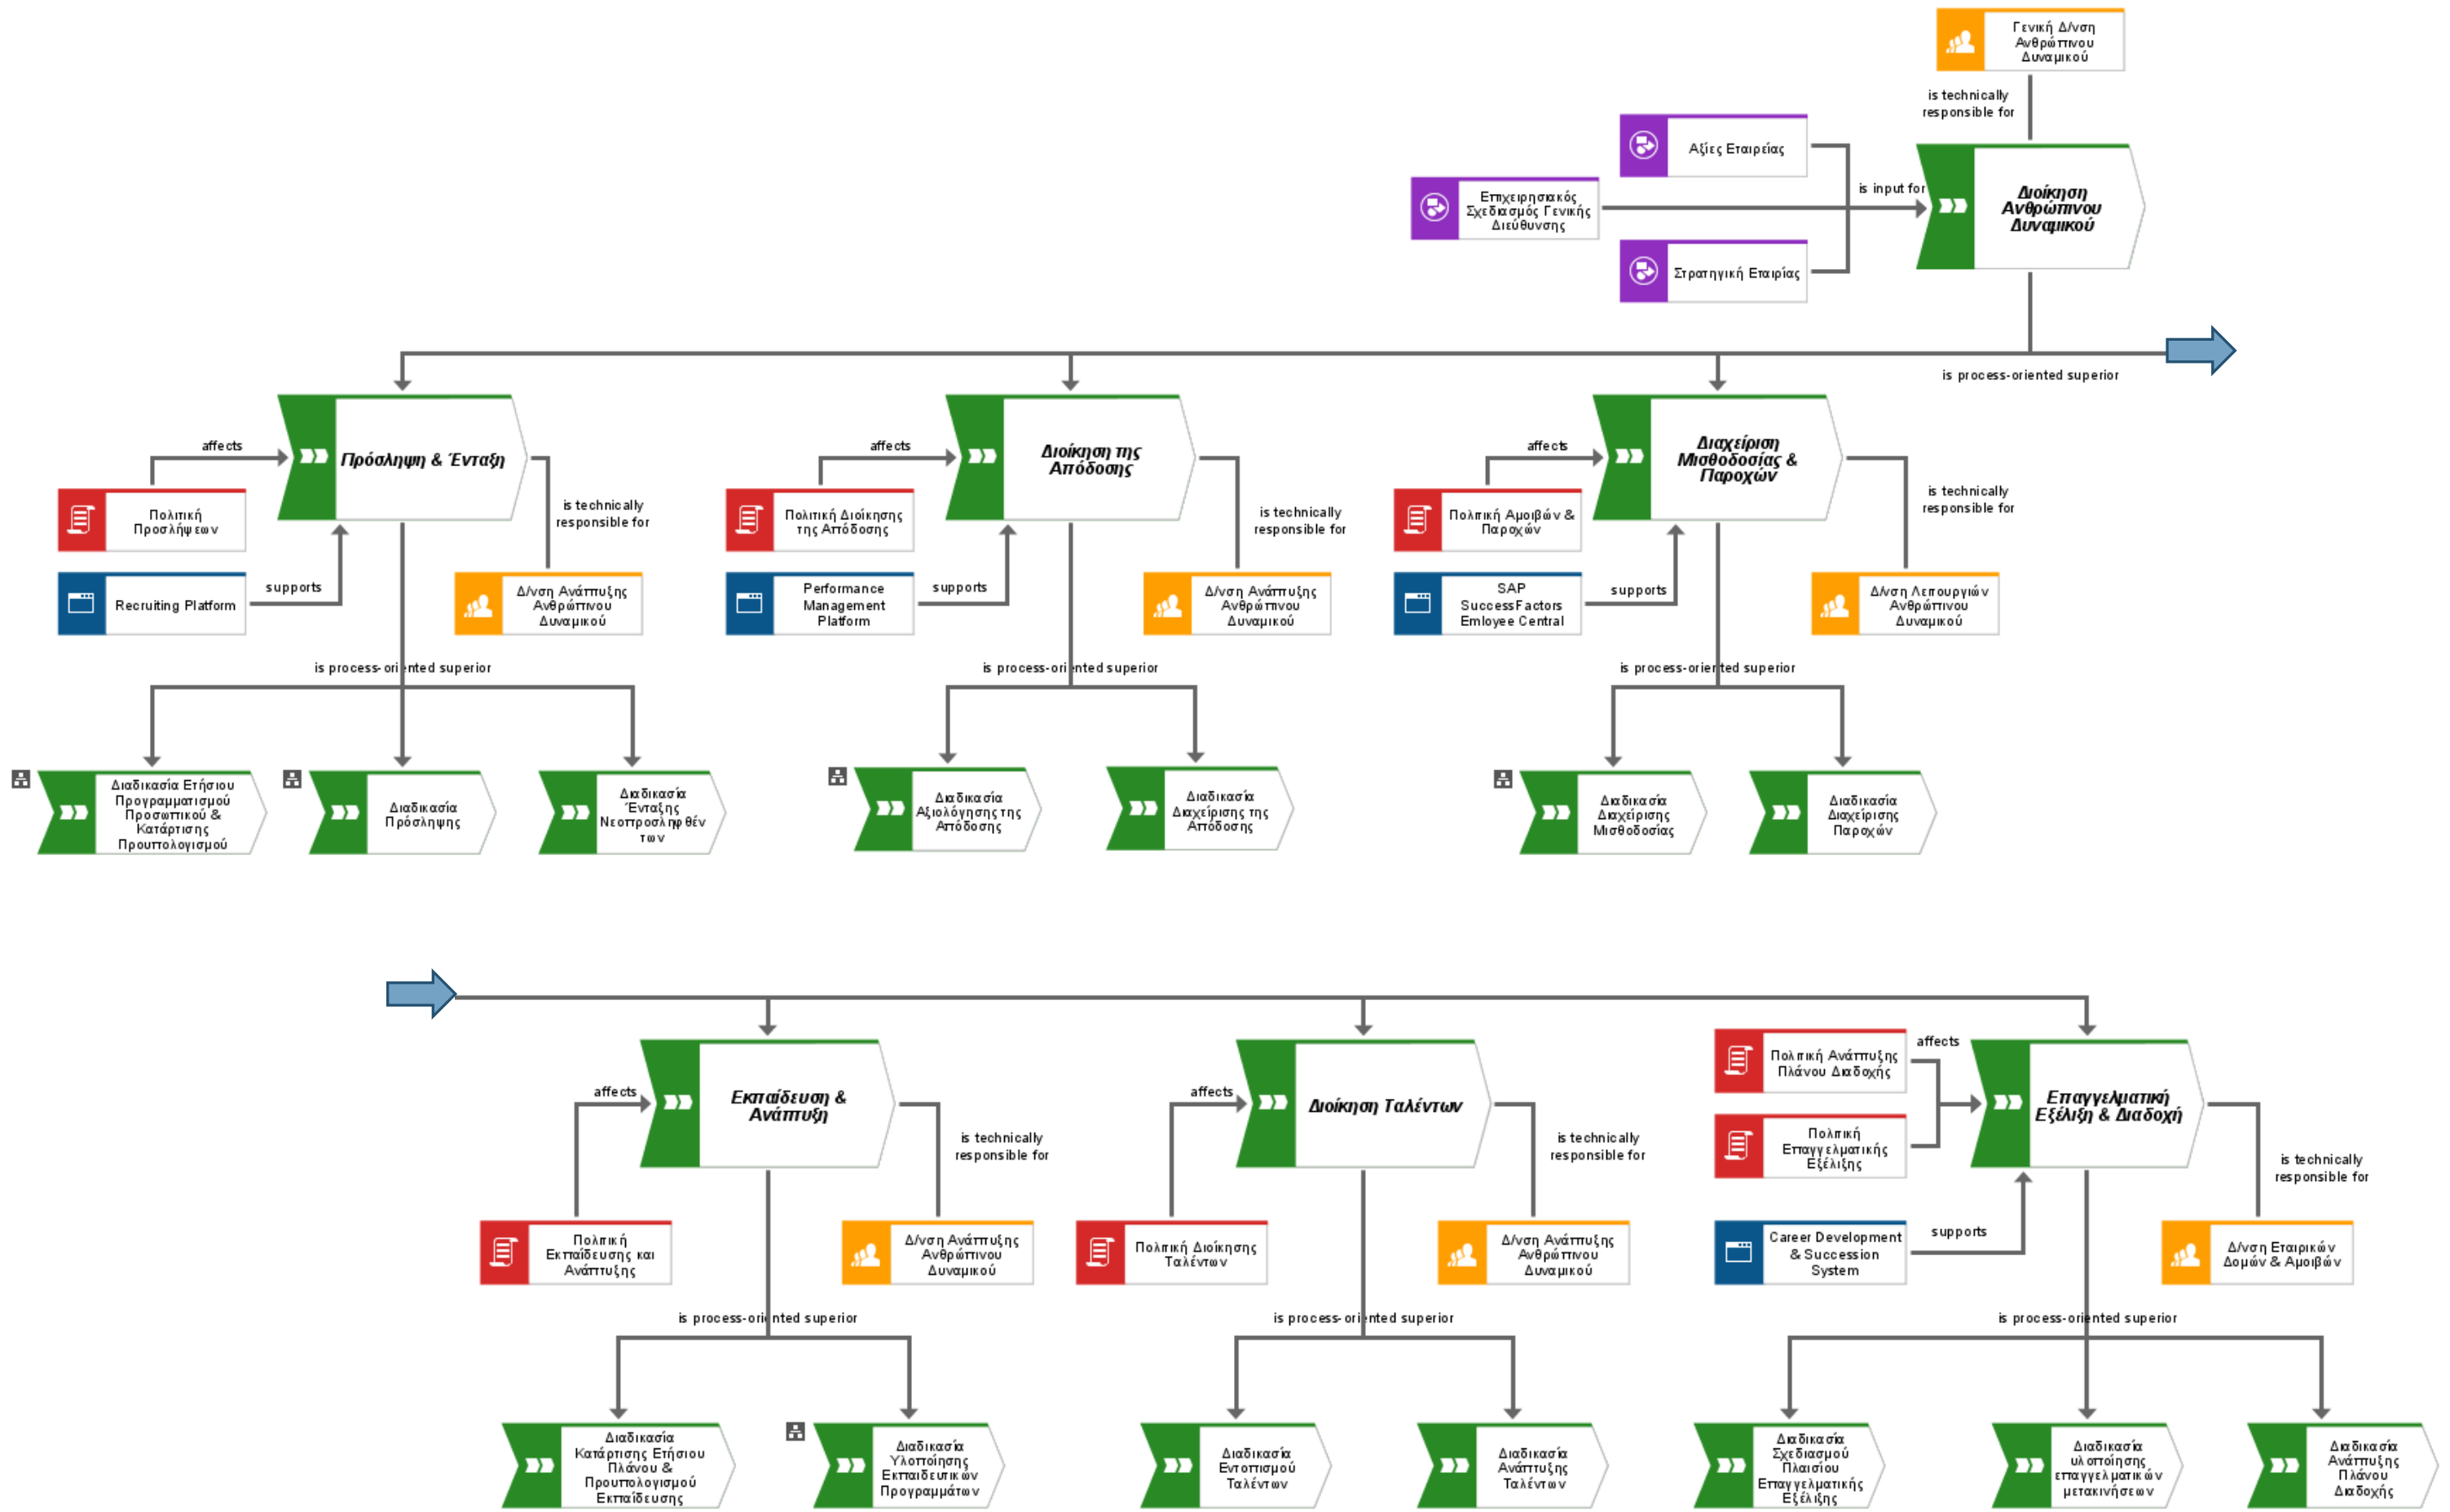 Γενική Δ/νση
Ανθρώπινου
Δυναμικού
is technically
responsible for
Αξίες Εταιρείας
Επιχειρησιακός
Σχεδιασμός Γενικής
Διεύθυνσης
is input for
Διοίκηση
Ανθρώπινου
Δυναμικού
Στρατηγική Εταιρίας
is process-oriented superior
affects
Πρόσληψη & Ένταξη
Πολιτική
Προσλήψεων
is technically
responsible for
Recruiting Platform
supports
Δ/νση Ανάπτυξης
Ανθρώπινου
Δυναμικού
affects
Διοίκηση της
Απόδοσης
Πολιτική Διοίκησης
της Απόδοσης
is technically
responsible for
Performance
Management
Platform
supports
Δ/νση Ανάπτυξης
Ανθρώπινου
Δυναμικού
affects
Διαχείριση
Μισθοδοσίας &
Παροχών
Πολιτική Αμοιβών &
Παροχών
is technically
responsible for
SAP
SuccessFactors
Emloyee Central
supports
Δ/νση Λειτουργιών
Ανθρώπινου
Δυναμικού
is process-oriented superior
is process-oriented superior
is process-oriented superior
Διαδικασία Ετήσιου
Προγραμματισμού
Προσωπικού &
Κατάρτισης
Προυπολογισμού
Διαδικασία
Πρόσληψης
Διαδικασία
Ένταξης
Νεοπροσληφθέν
των
Διαδικασία
Αξιολόγησης της
Απόδοσης
Διαδικασία
Διαχείρισης της
Απόδοσης
Διαδικασία
Διαχείρισης
Μισθοδοσίας
Διαδικασία
Διαχείρισης
Παροχών
affects
Εκπαίδευση &
Ανάπτυξη
is technically
responsible for
Πολιτική
Εκπαίδευσης και
Ανάπτυξης
Δ/νση Ανάπτυξης
Ανθρώπινου
Δυναμικού
affects
Διοίκηση Ταλέντων
is technically
responsible for
Πολιτική Διοίκησης
Ταλέντων
Δ/νση Ανάπτυξης
Ανθρώπινου
Δυναμικού
Πολιτική Ανάπτυξης
Πλάνου Διαδοχής
affects
Επαγγελματική
Εξέλιξη & Διαδοχή
Πολιτική
Επαγγελματικής
Εξέλιξης
is technically
responsible for
Career Development
& Succession
System
supports
Δ/νση Εταιρικών
Δομών & Αμοιβών
is process-oriented superior
is process-oriented superior
is process-oriented superior
Διαδικασία
Κατάρτισης Ετήσιου
Πλάνου &
Προυπολογισμού
Εκπαίδευσης
Διαδικασία
Υλοποίησης
Εκπαιδευτικών
Προγραμμάτων
Διαδικασία
Εντοπισμού
Ταλέντων
Διαδικασία
Ανάπτυξης
Ταλέντων
Διαδικασία
Σχεδιασμού
Πλαισίου
Επαγγελματικής
Εξέλιξης
Διαδικασία
υλοποίησης
επαγγελματικών
μετακινήσεων
Διαδικασία
Ανάπτυξης
Πλάνου
Διαδοχής